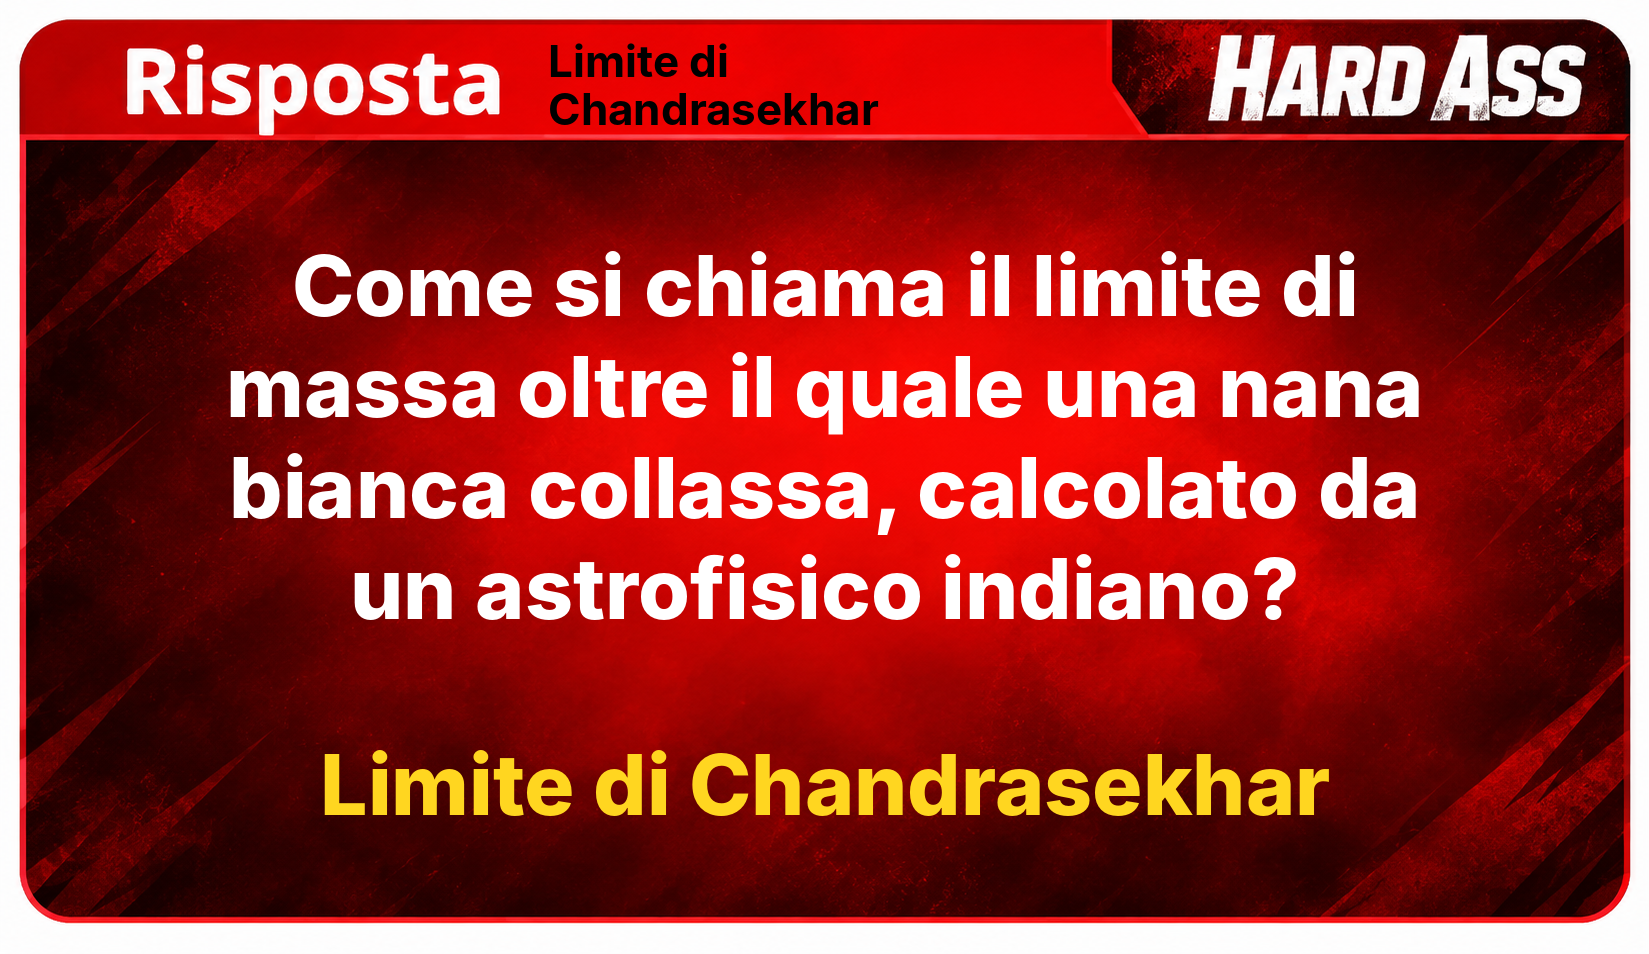 Risposta
Limite di
Chandrasekhar
HARD ASS
Come si chiama il limite di
massa oltre il quale una nana
bianca collassa, calcolato da
un astrofisico indiano?
Limite di Chandrasekhar